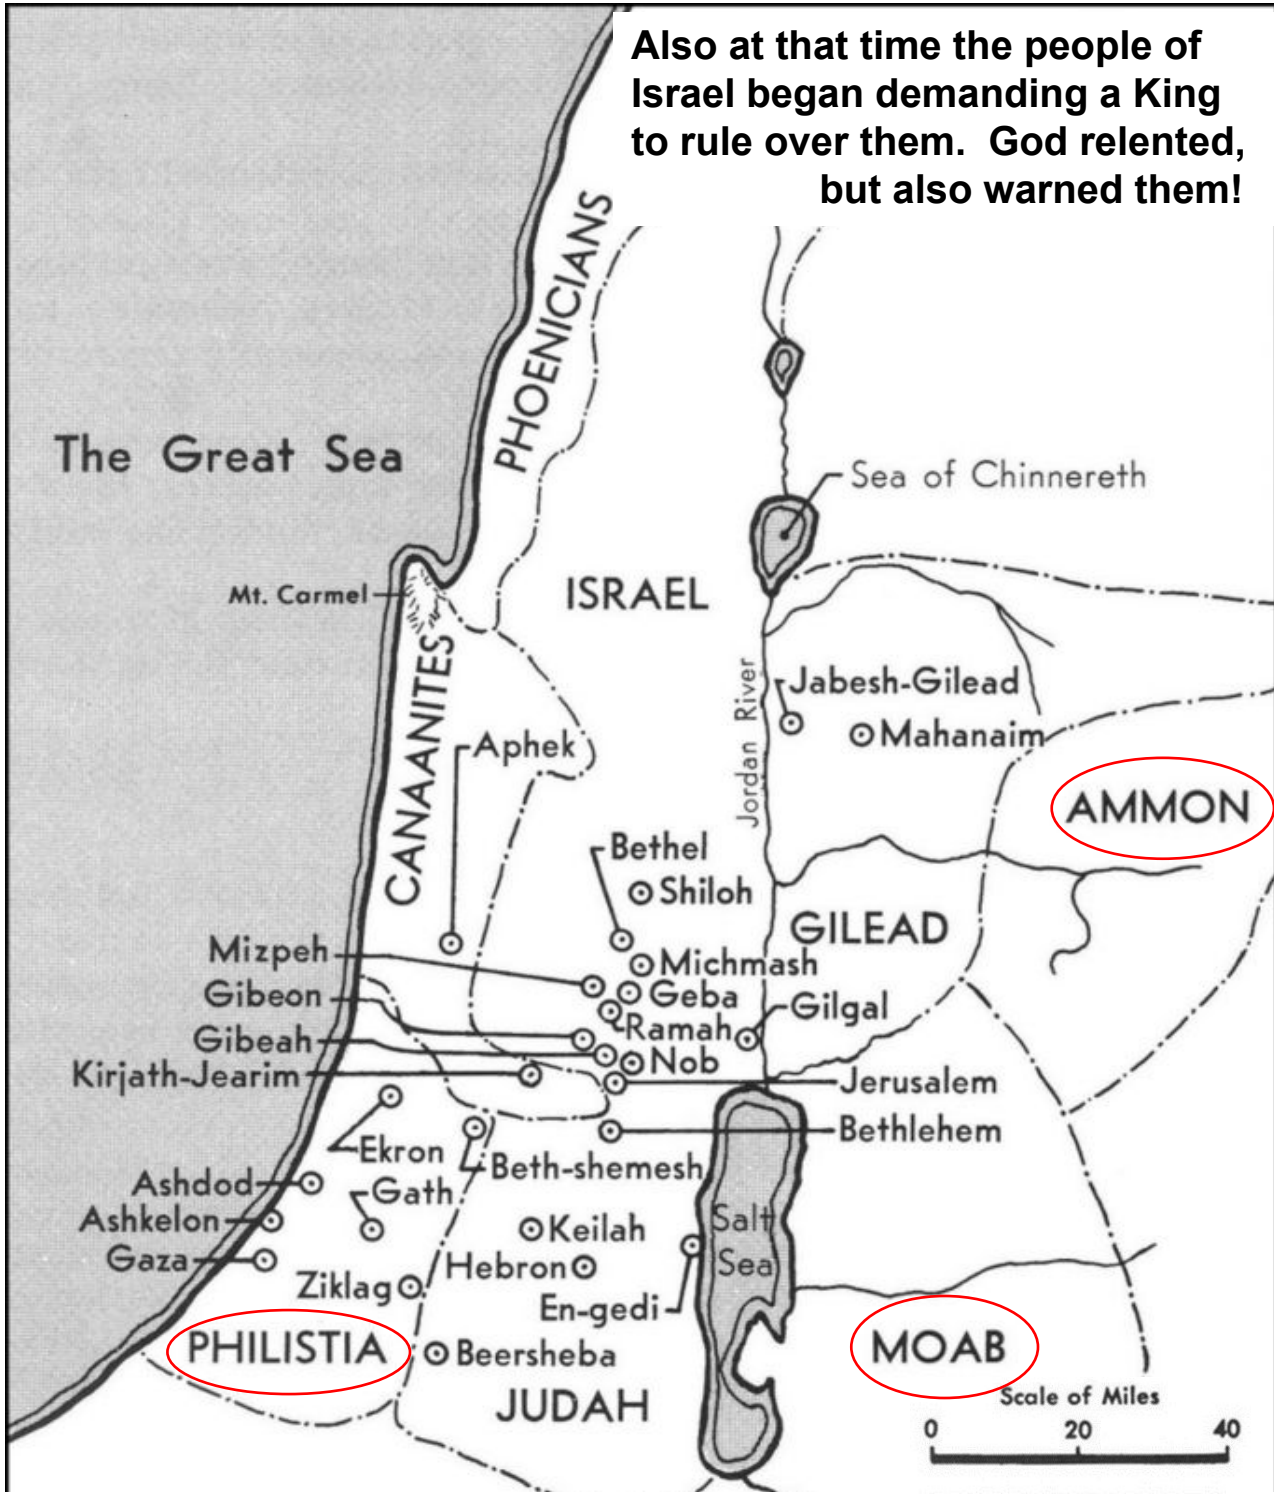 Also at that time the people of
Israel began demanding a King
to rule over them.  God relented,
but also warned them!
PHOENICIANS
The Great Sea
Sea of Chinnereth
Mt. Carmel
ISRAEL
CANAANITES
Jordan River
Jabesh-Gilead
Mahanaim
Aphek
AMMON
Bethel
Shiloh
GILEAD
Mizpeh
Michmash
Gibeon
Geba
Gilgal
Ramah
Gibeah
Nob
Kirjath-Jearim
Jerusalem
Bethlehem
Ekron
Beth-shemesh
Ashdod
Gath
Ashkelon
Keilah
Salt
Sea
Gaza
Hebron
Ziklag
En-gedi
PHILISTIA
Beersheba
MOAB
JUDAH
Scale of Miles
0 20 40